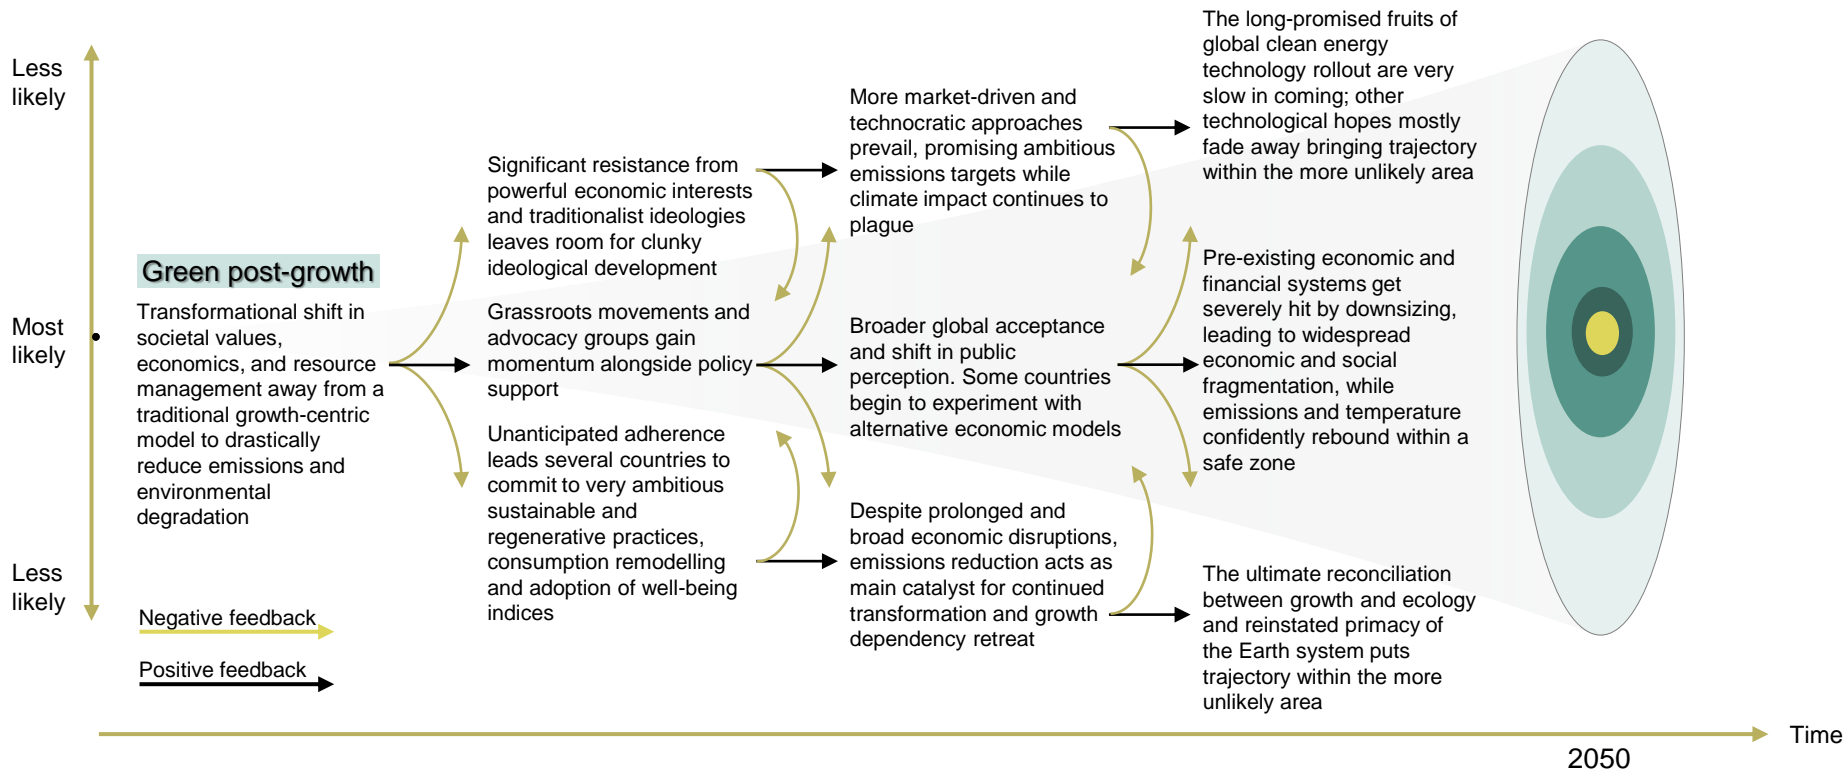 Less
likely
Most
likely
Less
likely
Green post-growth
Transformational shift in
societal values,
economics, and resource
management away from a
traditional growth-centric
model to drastically
reduce emissions and
environmental
degradation
Negative feedback
Positive feedback
Significant resistance from
powerful economic interests
and traditionalist ideologies
leaves room for clunky
ideological development
Grassroots movements and
advocacy groups gain
momentum alongside policy
support
Unanticipated adherence
leads several countries to
commit to very ambitious
sustainable and
regenerative practices,
consumption remodelling
and adoption of well-being
indices
More market-driven and
technocratic approaches
prevail, promising ambitious
emissions targets while
climate impact continues to
plague
Broader global acceptance
and shift in public
perception. Some countries
begin to experiment with
alternative economic models
Despite prolonged and
broad economic disruptions,
emissions reduction acts as
main catalyst for continued
transformation and growth
dependency retreat
The long-promised fruits of
global clean energy
technology rollout are very
slow in coming; other
technological hopes mostly
fade away bringing trajectory
within the more unlikely area
Pre-existing economic and
financial systems get
severely hit by downsizing,
leading to widespread
economic and social
fragmentation, while
emissions and temperature
confidently rebound within a
safe zone
The ultimate reconciliation
between growth and ecology
and reinstated primacy of
the Earth system puts
trajectory within the more
unlikely area
Time
2050